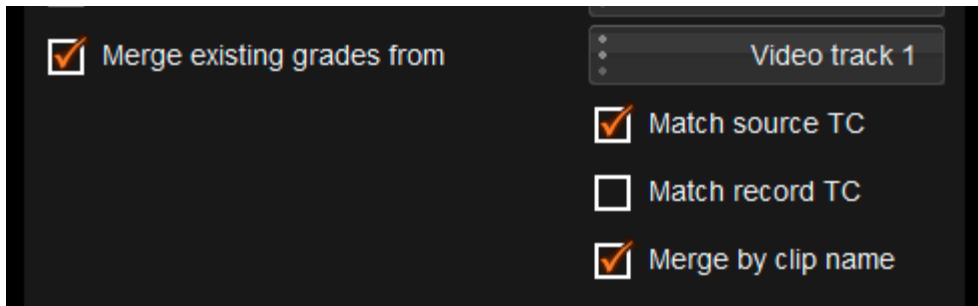 Merge existing grades from
Video track 1
Match source TC
Match record TC
Merge by clip name